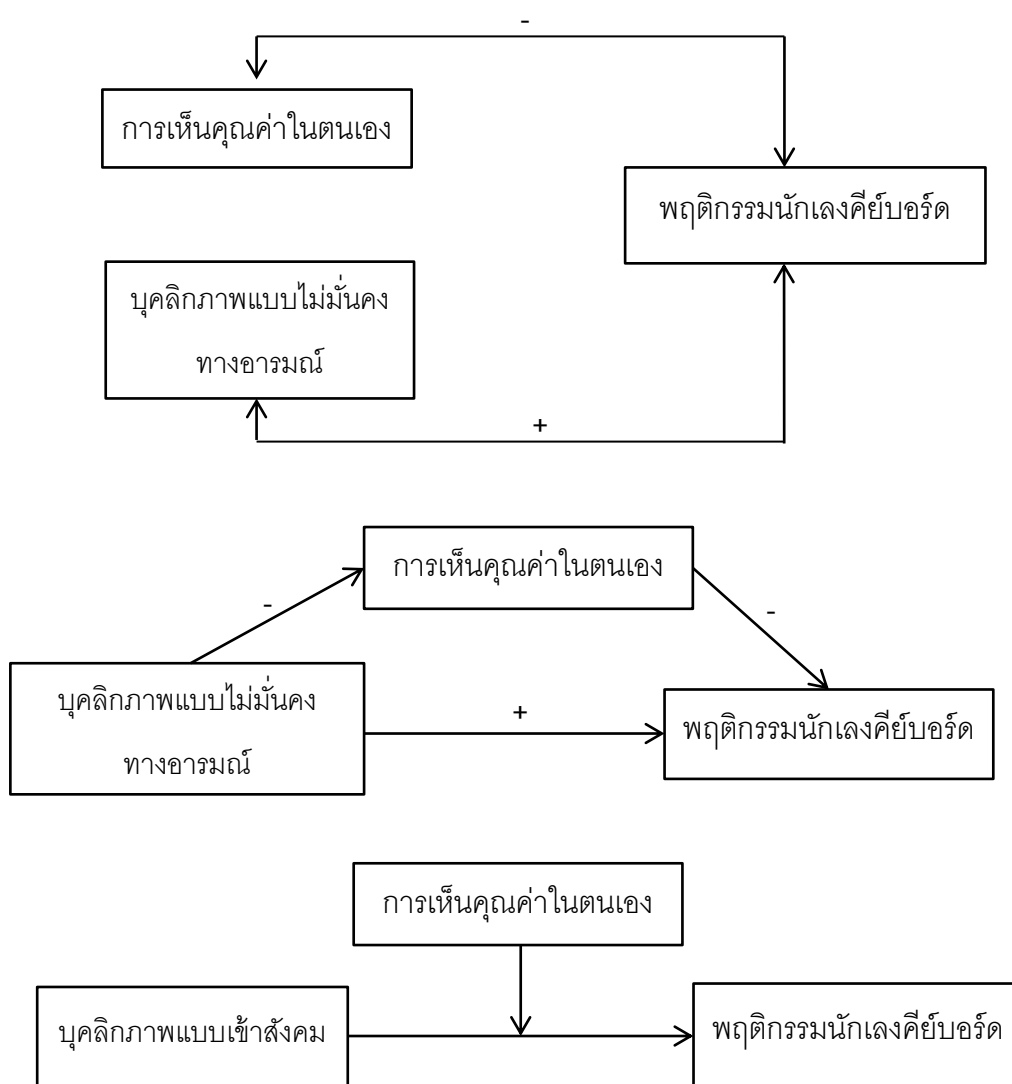 -
การเห็นคุณค่าในตนเอง
พฤติกรรมนักเลงคีย์บอร์ด
บุคลิกภาพแบบไม่มั่นคง
ทางอารมณ์
+
การเห็นคุณค่าในตนเอง
-
-
บุคลิกภาพแบบไม่มั่นคง
ทางอารมณ์
+
พฤติกรรมนักเลงคีย์บอร์ด
การเห็นคุณค่าในตนเอง
บุคลิกภาพแบบเข้าสังคม
พฤติกรรมนักเลงคีย์บอร์ด